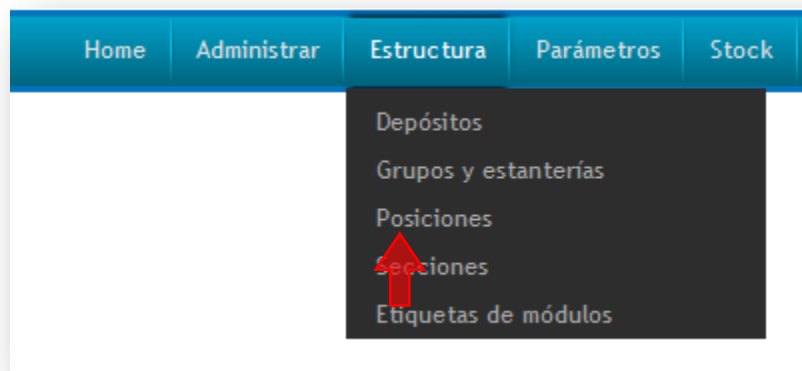 Home Administrar Estructura Parámetros Stock
Depósitos
Grupos y estanterías
Posiciones
Secciones
Etiquetas de módulos